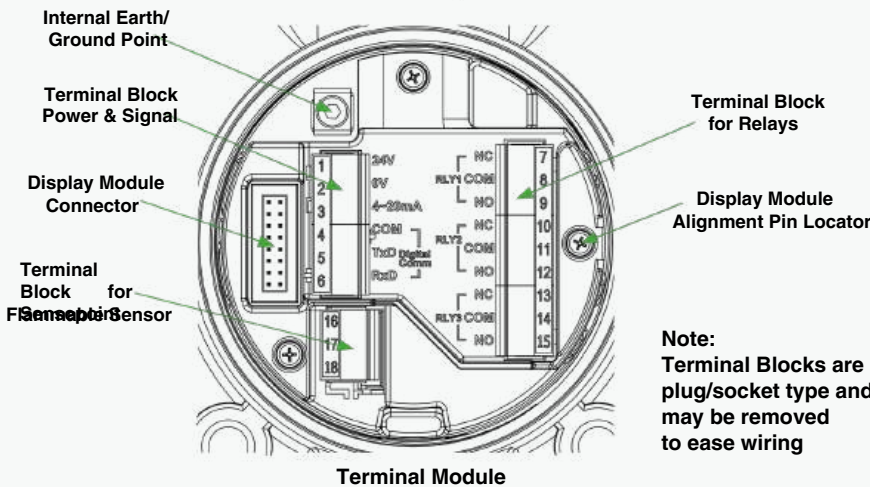 Internal Earth/
Ground Point
Terminal Block
Power & Signal
Display Module
Connector
Terminal
Block for
Sensepoint
Flammable Sensor
1
2
3
4
5
6
24V
0V
4-20mA
COM
TxD
RxD
Digital
Comm
16
17
18
RLY1
NC
COM
NO
RLY2
NC
COM
NO
RLY3
NC
COM
NO
7
8
9
10
11
12
13
14
15
Terminal Block
for Relays
Display Module
Alignment Pin Locator
Note:
Terminal Blocks are
plug/socket type and
may be removed
to ease wiring
Terminal Module